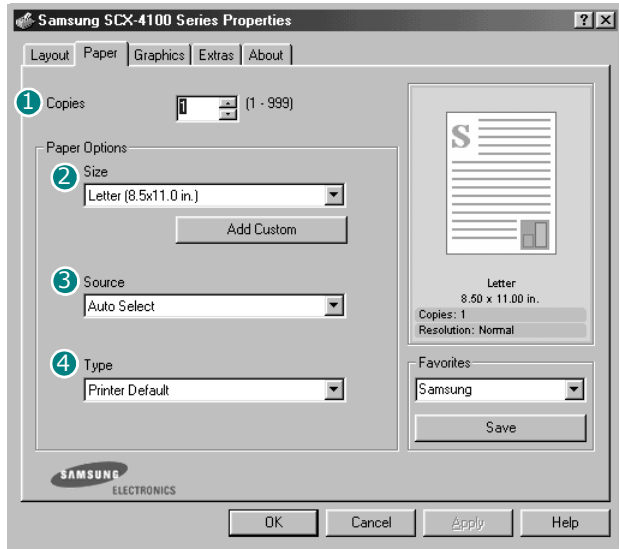 Samsung SCX-4100 Series Properties ? X
Layout Paper Graphics Extras About
1 Copies 1 (1 - 999)
Paper Options
2 Size
Letter (8.5x11.0 in.)
Add Custom
3 Source
Auto Select
4 Type
Printer Default
SAMSUNG
ELECTRONICS
S
Letter
8.50 x 11.00 in.
Copies: 1
Resolution: Normal
Favorites
Samsung
Save
OK Cancel Apply Help